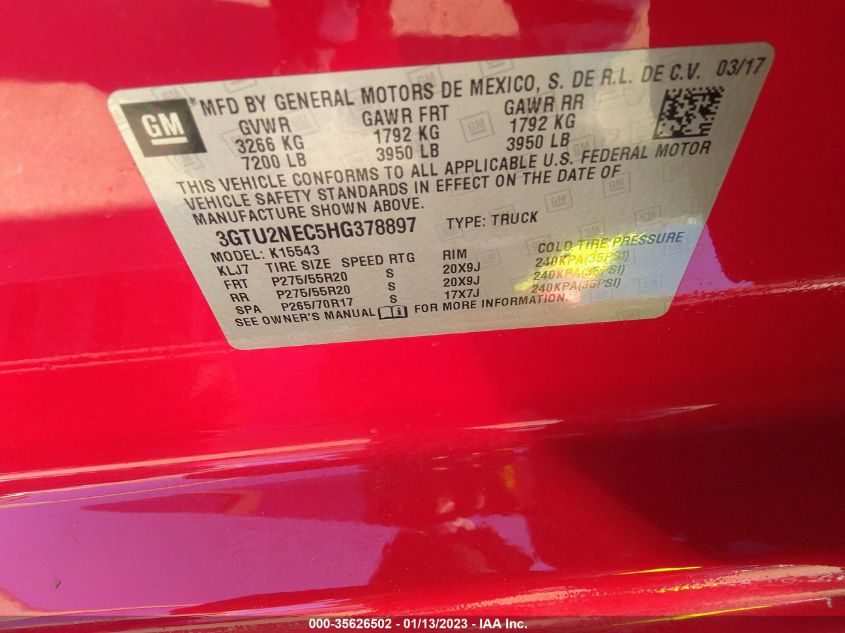 GM
MFD BY GENERAL MOTORS DE MEXICO, S. DE R.L. DE C.V. 03/17
GVWR GAWR FRT GAWR RR
3266 KG 1792 KG 1792 KG
7200 LB 3950 LB 3950 LB
THIS VEHICLE CONFORMS TO ALL APPLICABLE U.S. FEDERAL MOTOR
VEHICLE SAFETY STANDARDS IN EFFECT ON THE DATE OF
MANUFACTURE SHOWN ABOVE.
3GTU2NEC5HG378897 TYPE: TRUCK
MODEL: K15543
KLJ7 TIRE SIZE SPEED RTG RIM COLD TIRE PRESSURE
FRT P275/55R20 S 20X9J 240KPA(35PSI)
RR P275/55R20 S 20X9J 240KPA(35PSI)
SPA P265/70R17 S 17X7J 240KPA(35PSI)
SEE OWNER'S MANUAL FOR MORE INFORMATION.
000-35626502 - 01/13/2023 - IAA Inc.